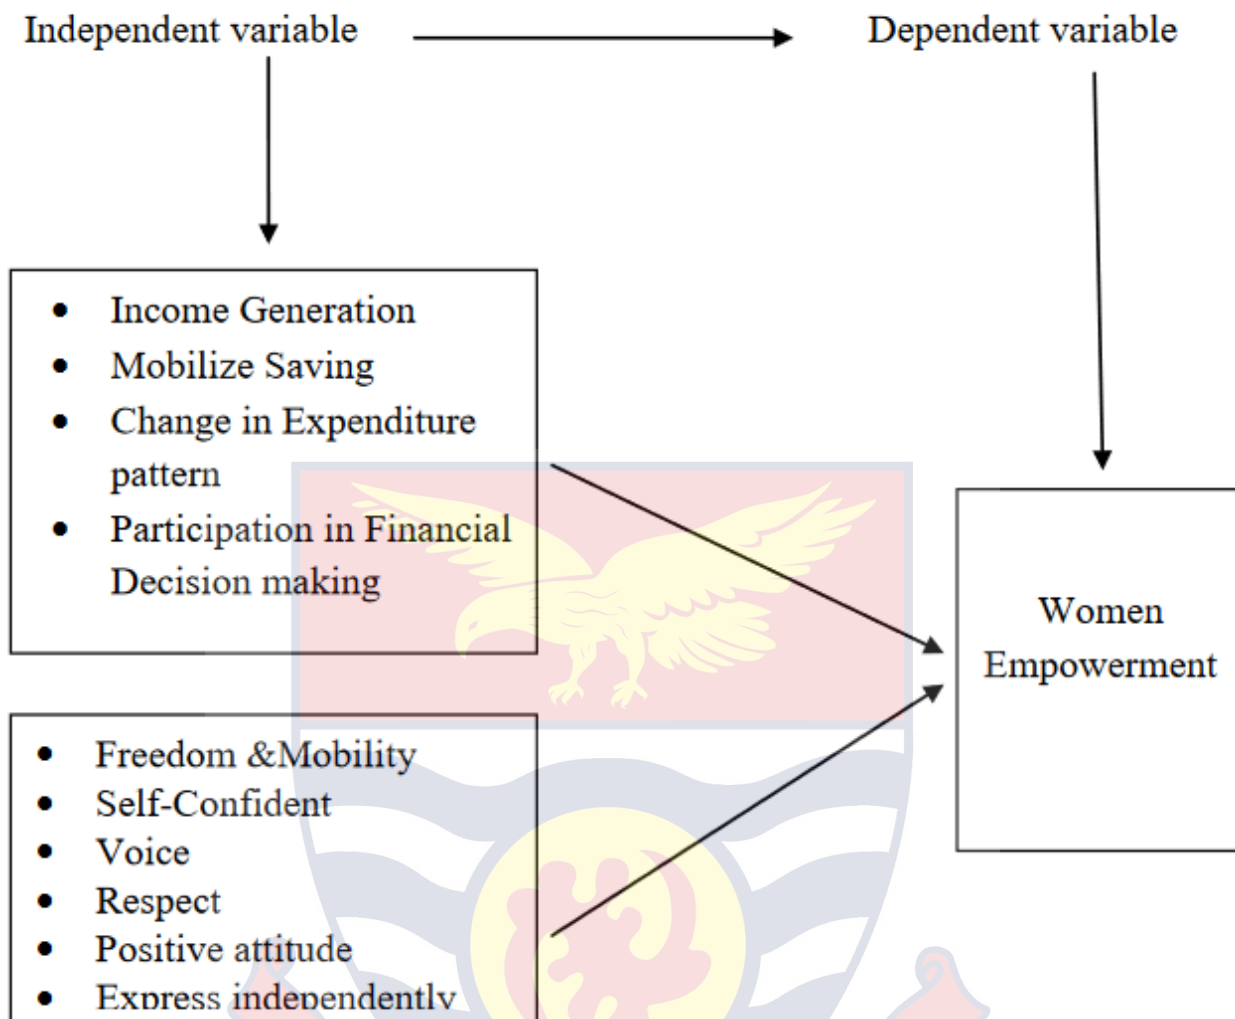 Independent variable
Dependent variable
• Income Generation
• Mobilize Saving
• Change in Expenditure
pattern
• Participation in Financial
Decision making
Women
Empowerment
• Freedom &Mobility
• Self-Confident
• Voice
• Respect
• Positive attitude
• Express independently